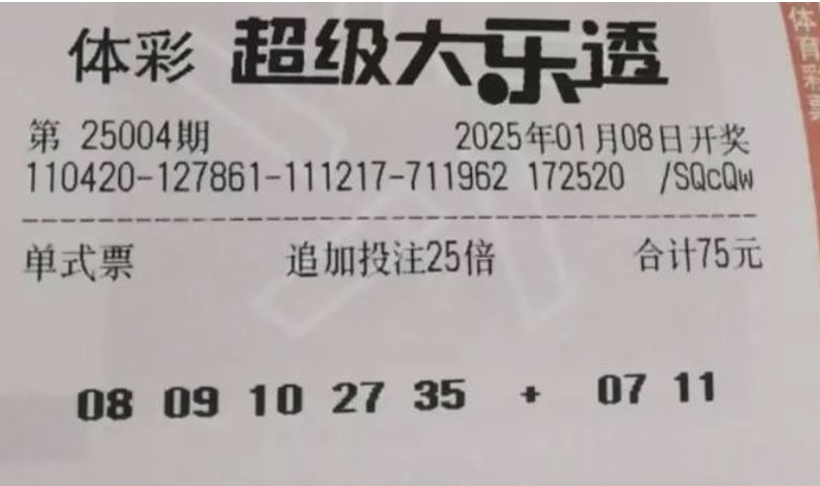 体彩 超级大乐透
体育彩票
第 25004期 2025年01月08日开奖
110420-127861-111217-711962 172520 /SQcQw
单式票 追加投注25倍 合计75元
08 09 10 27 35 + 07 11